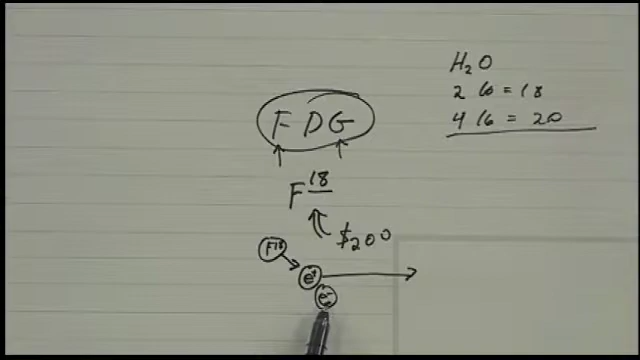 H2O
2 16 = 18
4 16 = 20
FDG
F18
$200
F18
e+
e-